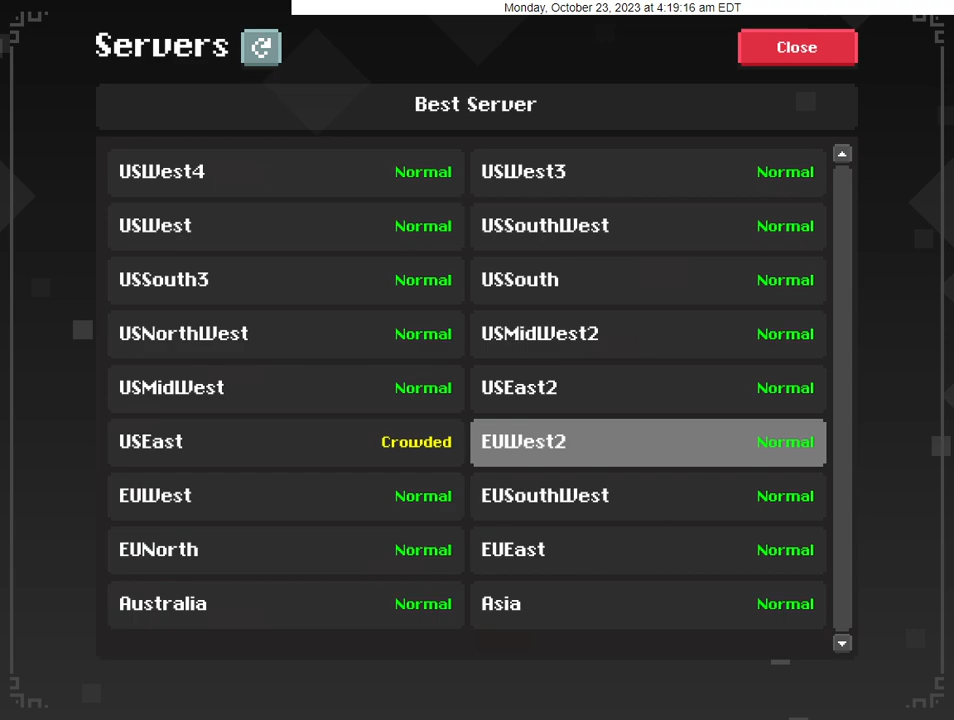 Monday, October 23, 2023 at 4:19:16 am EDT
Servers
Close
Best Server
USWest4 Normal USWest3 Normal
USWest Normal USSouthWest Normal
USSouth3 Normal USSouth Normal
USNorthWest Normal USMidWest2 Normal
USMidWest Normal USEast2 Normal
USEast Crowded EUWest2 Normal
EUWest Normal EUSouthWest Normal
EUNorth Normal EUEast Normal
Australia Normal Asia Normal